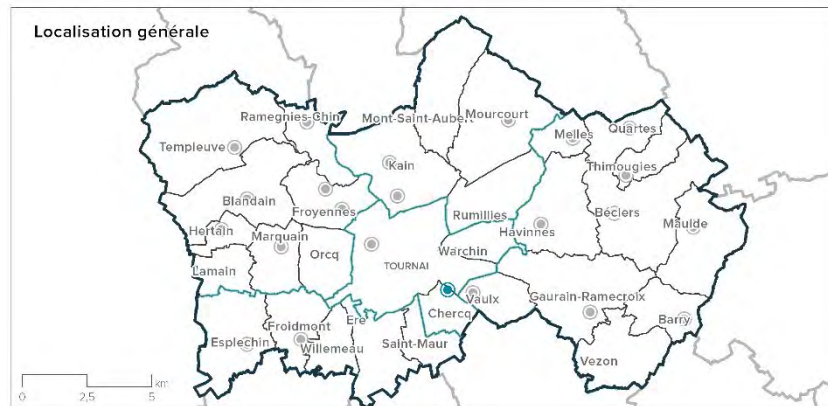 Localisation générale
Ramegnies-Chin
Mont-Saint-Aubert
Mourcourt
Melles
Quartes
Templeuve
Kain
Thimougies
Blandain
Froyennes
Rumillies
Havinnes
Béclers
Maulde
Hertain
Marquain
Orcq
Warchin
Lamain
TOURNAI
Vaulx
Gaurain-Ramecroix
Chercq
Barry
Froidmont
Ere
Esplechin
Willemeau
Saint-Maur
Vezon
0 2,5 5 km